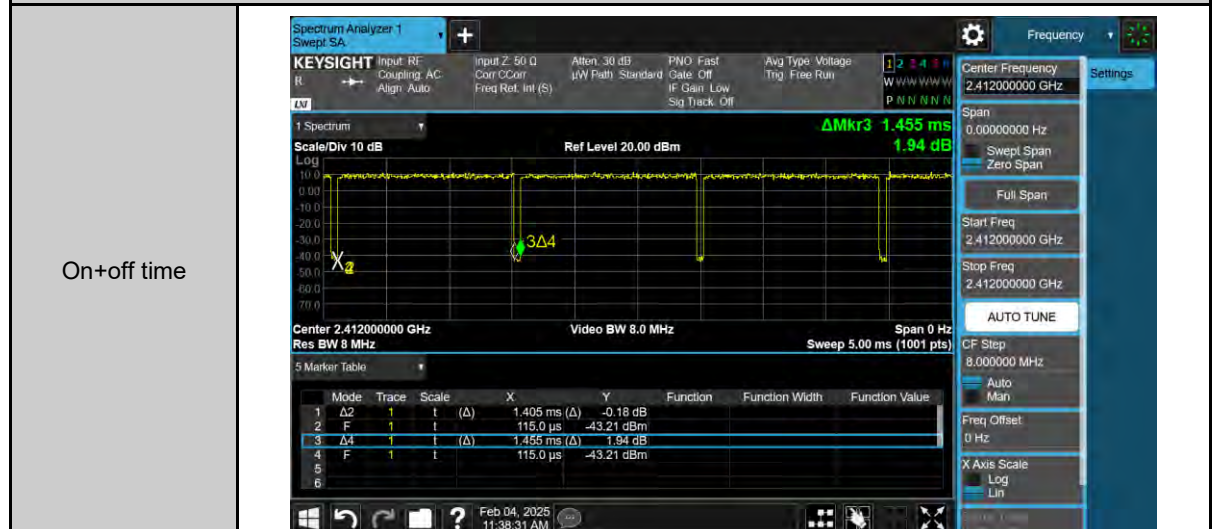 On+off time
Spectrum Analyzer 1
Swept SA
+
Frequency
KEYSIGHT
Input: RF
Coupling: AC
Align: Auto
Input Z: 50 Ω
Corr CCorr
Freq Ref: Int (S)
Atten: 30 dB
µW Path: Standard
PNO: Fast
Gate: Off
IF Gain: Low
Sig Track: Off
Avg Type: Voltage
Trig: Free Run
1 2 3 4 5 6
W W W W W W
P N N N N N
R
LXI
1 Spectrum
ΔMkr3 1.455 ms
1.94 dB
Scale/Div 10 dB
Ref Level 20.00 dBm
Log
10.0
0.00
-10.0
-20.0
-30.0
-40.0
-50.0
-60.0
-70.0
3Δ4
2
Center 2.412000000 GHz
Video BW 8.0 MHz
Span 0 Hz
Res BW 8 MHz
Sweep 5.00 ms (1001 pts)
5 Marker Table
Mode Trace Scale X Y Function Function Width Function Value
1 Δ2 1 t (Δ) 1.405 ms (Δ) -0.18 dB
2 F 1 t 115.0 µs -43.21 dBm
3 Δ4 1 t (Δ) 1.455 ms (Δ) 1.94 dB
4 F 1 t 115.0 µs -43.21 dBm
5
6
?
Feb 04, 2025
11:38:31 AM
Center Frequency
2.412000000 GHz
Settings
Span
0.00000000 Hz
Swept Span
Zero Span
Full Span
Start Freq
2.412000000 GHz
Stop Freq
2.412000000 GHz
AUTO TUNE
CF Step
8.000000 MHz
Auto
Man
Freq Offset
0 Hz
X Axis Scale
Log
Lin